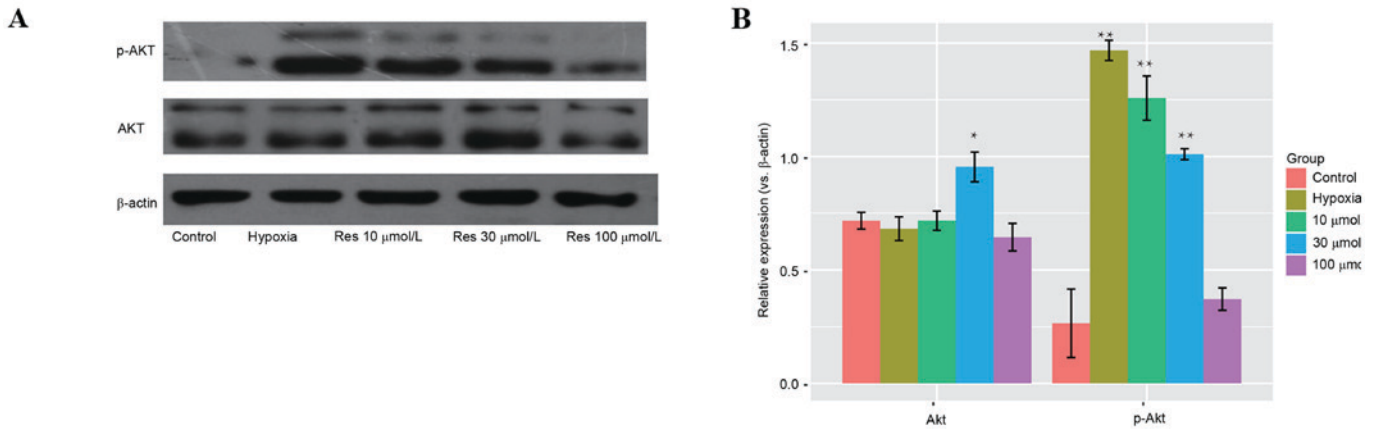 A
p-AKT
AKT
β-actin
Control Hypoxia Res 10 μmol/L Res 30 μmol/L Res 100 μmol/L
B
Relative expression (vs. β-actin)
1.5
1.0
0.5
0.0
**
**
**
*
Akt p-Akt
Group
Control
Hypoxia
10 μmol
30 μmol
100 μmc